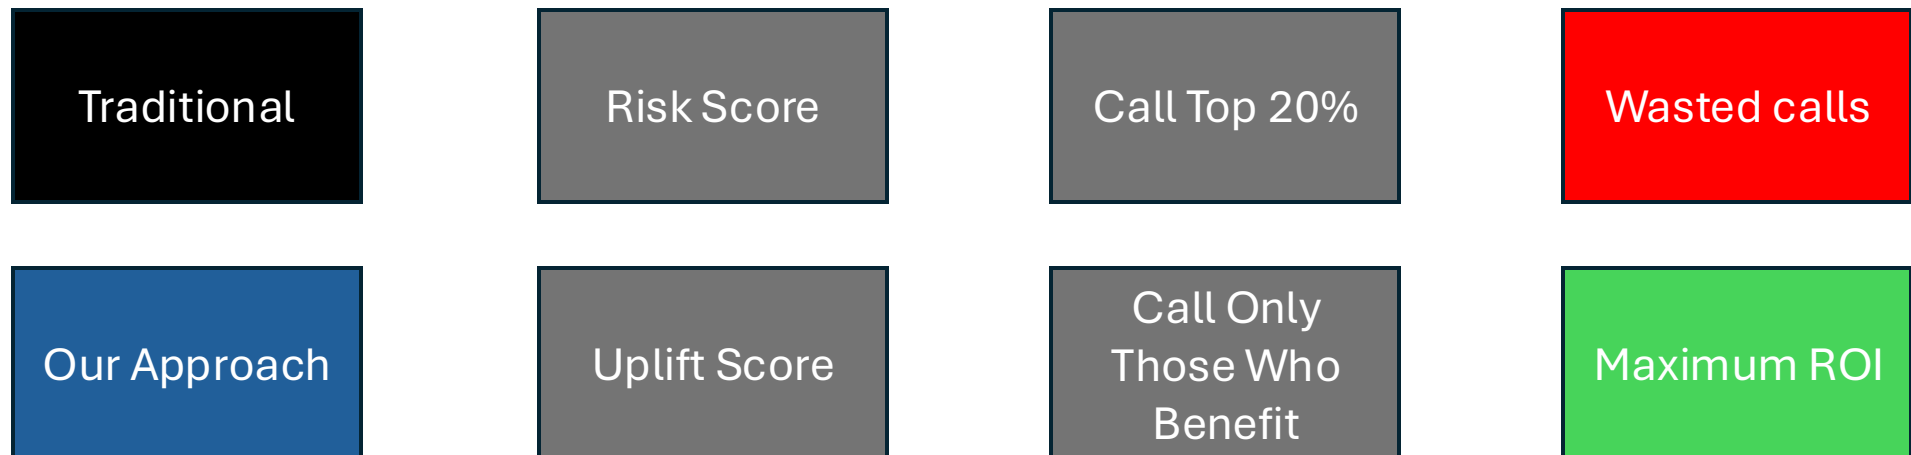 Traditional
Risk Score
Call Top 20%
Wasted calls
Our Approach
Uplift Score
Call Only
Those Who
Benefit
Maximum ROI